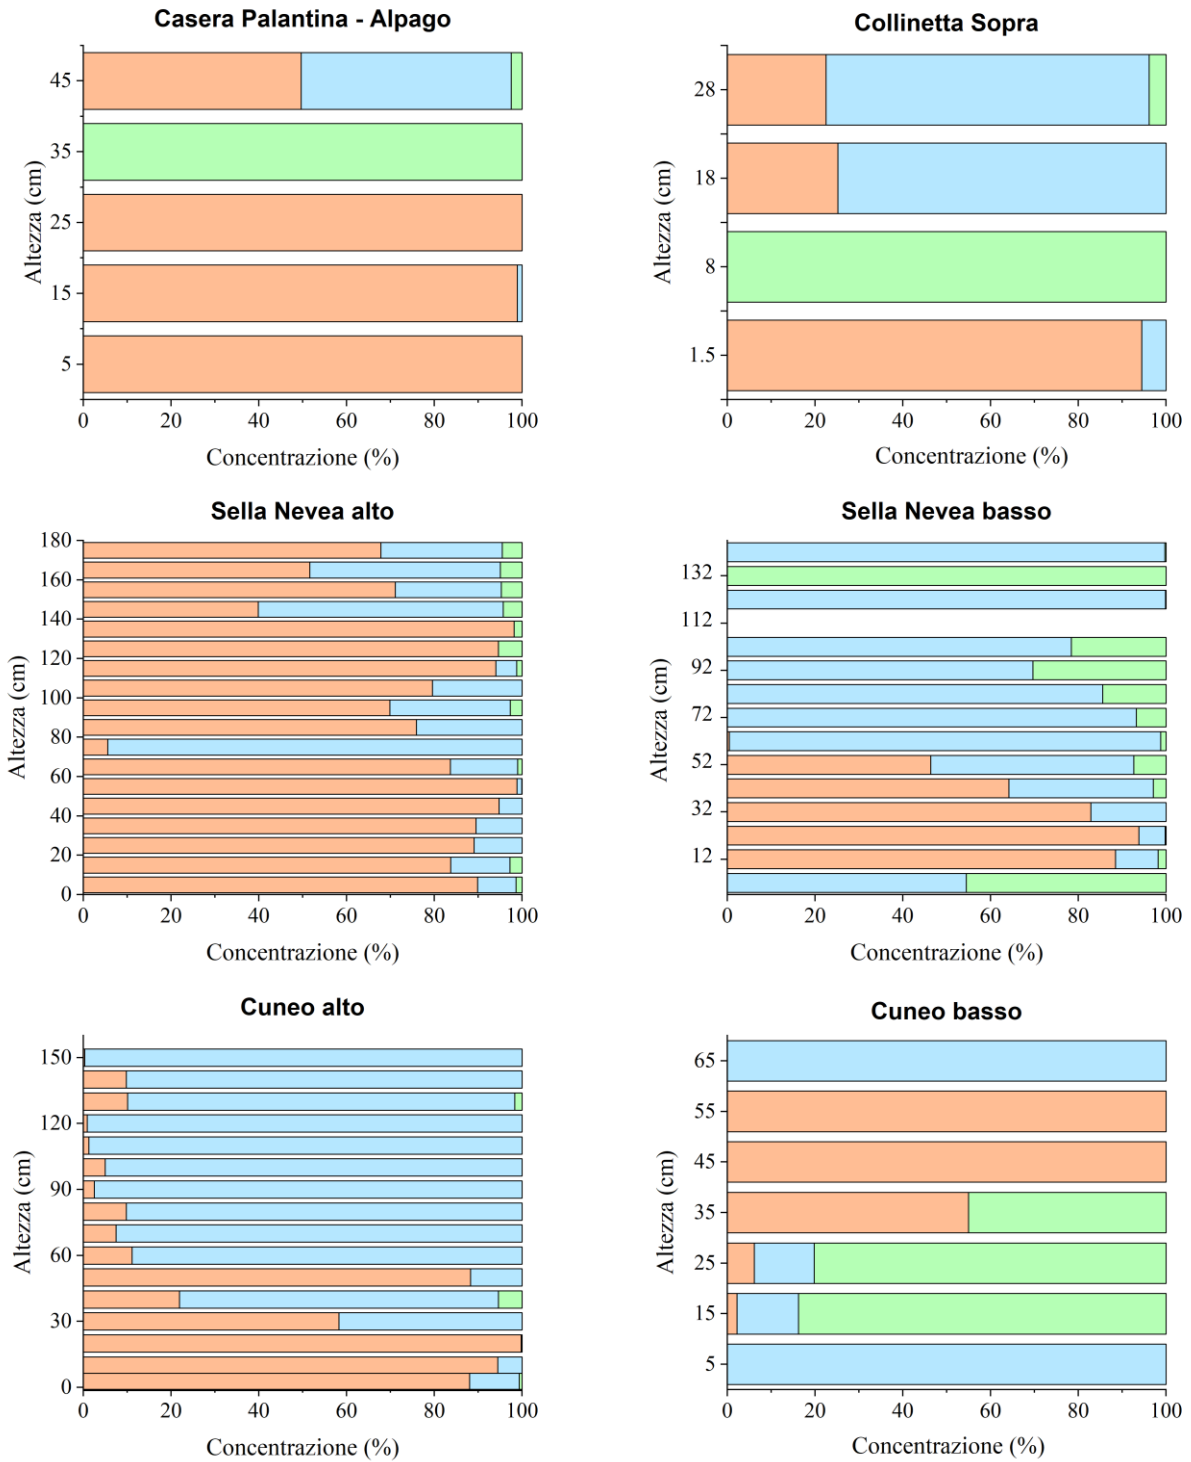 Casera Palantina - Alpago
Altezza (cm)
45
35
25
15
5
0 20 40 60 80 100
Concentrazione (%)
Collinetta Sopra
Altezza (cm)
28
18
8
1.5
0 20 40 60 80 100
Concentrazione (%)
Sella Nevea alto
Altezza (cm)
180
160
140
120
100
80
60
40
20
0
0 20 40 60 80 100
Concentrazione (%)
Sella Nevea basso
Altezza (cm)
132
112
92
72
52
32
12
0 20 40 60 80 100
Concentrazione (%)
Cuneo alto
Altezza (cm)
150
120
90
60
30
0
0 20 40 60 80 100
Concentrazione (%)
Cuneo basso
Altezza (cm)
65
55
45
35
25
15
5
0 20 40 60 80 100
Concentrazione (%)